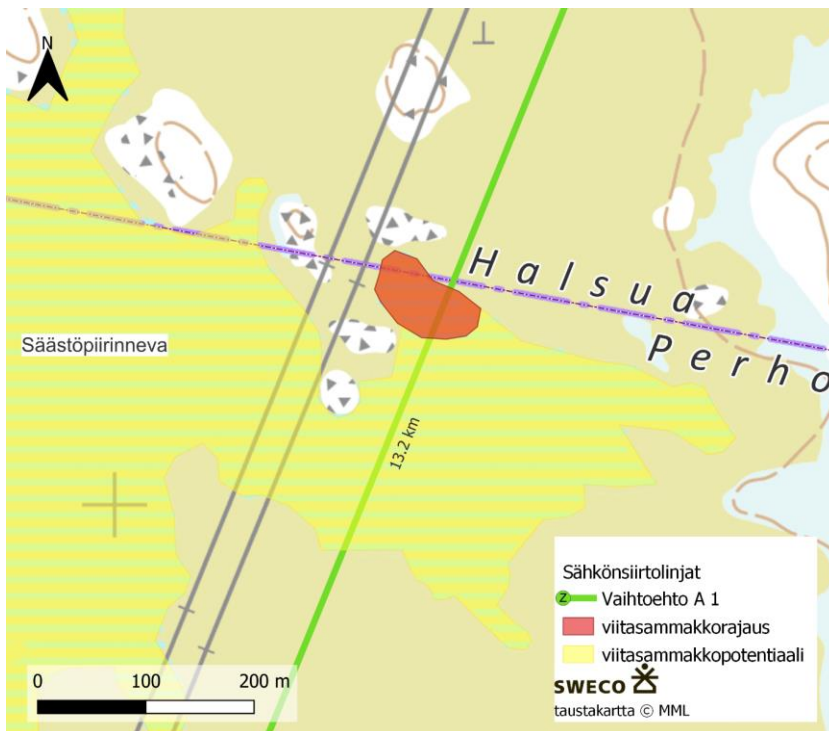 N
Halsua
Perho
Säästöpiirinneva
13.2 km
0 100 200 m
Sähkönsiirtolinjat
Z Vaihtoehto A 1
viitasammakkorajaus
viitasammakkopotentiaali
SWECO
taustakartta © MML